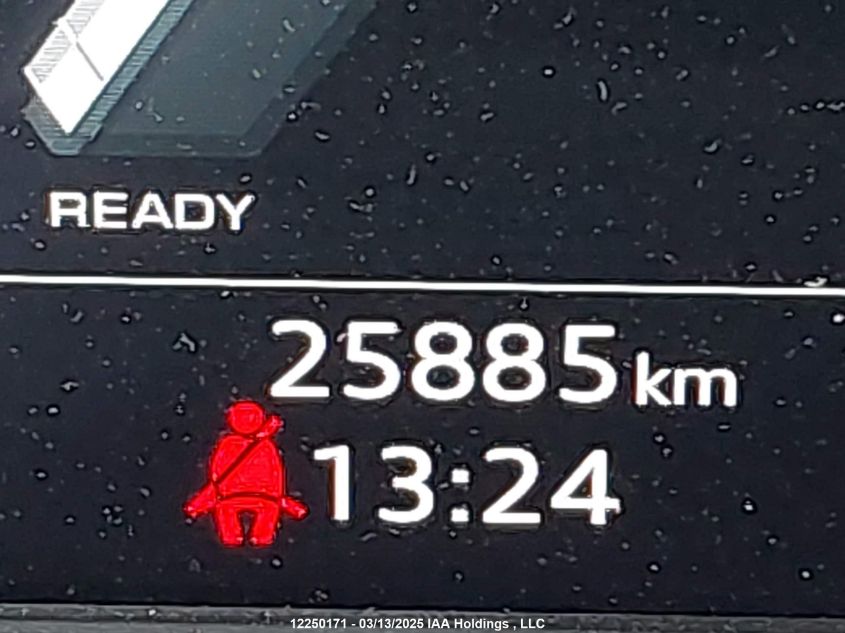 READY
25885 km
13:24
12250171 - 03/13/2025 IAA Holdings , LLC